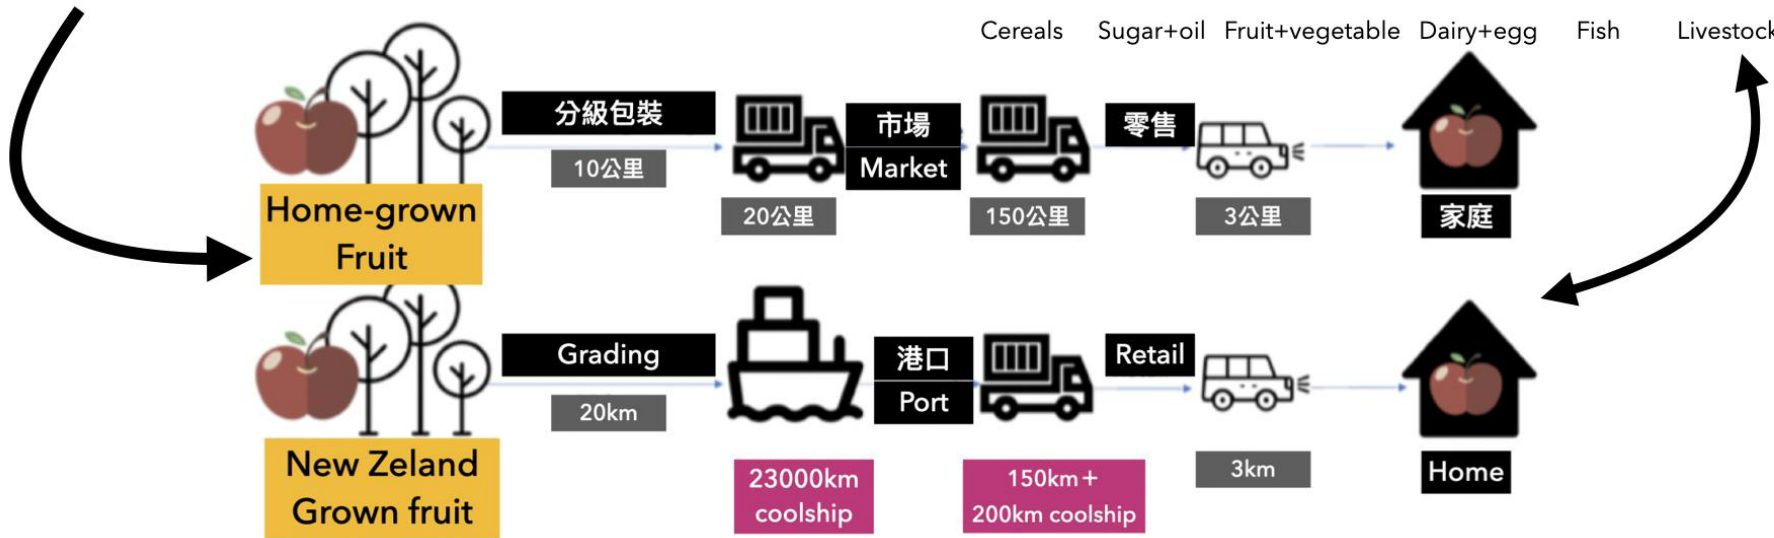 Cereals Sugar+oil Fruit+vegetable Dairy+egg Fish Livestock
分級包裝
10公里
市場
Market
零售
20公里
150公里
3公里
家庭
Home-grown
Fruit
Grading
20km
港口
Port
Retail
New Zeland
Grown fruit
23000km
coolship
150km+
200km coolship
3km
Home